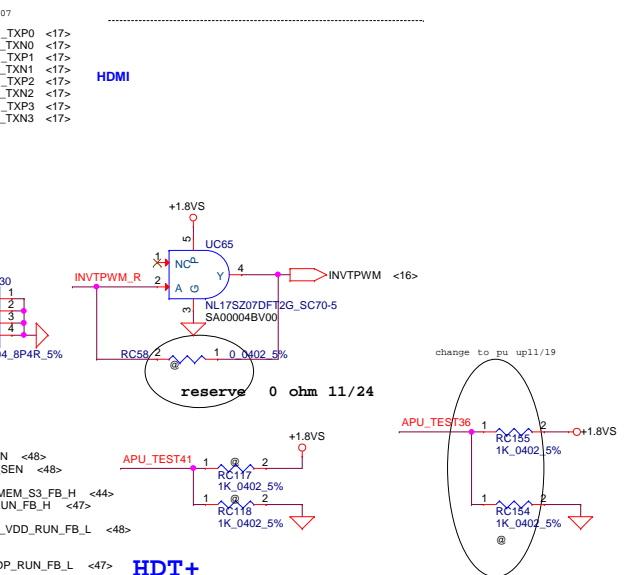 07
_TXP0 <17>
_TXN0 <17>
_TXP1 <17>
_TXN1 <17>
_TXP2 <17>
_TXN2 <17>
_TXP3 <17>
_TXN3 <17>
HDMI
+1.8VS
5
UC65
1
NC
P
INVTPWM_R
2
A
G
Y
4
INVTPWM <16>
3
NL17SZ07DFT2G_SC70-5
SA00004BV00
30
1
2
3
4
04_8P4R_5%
RC58
2
1
0_0402_5%
@
reserve 0 ohm 11/24
change to pu up11/19
APU_TEST36
1
2
+1.8VS
RC155
1K_0402_5%
1
2
RC154
1K_0402_5%
@
+1.8VS
APU_TEST41
1
@
2
RC117
1K_0402_5%
1
@
2
RC118
1K_0402_5%
N <48>
SEN <48>
MEM_S3_FB_H <44>
UN_FB_H <47>
_VDD_RUN_FB_L <48>
DP_RUN_FB_L <47>
HDT+